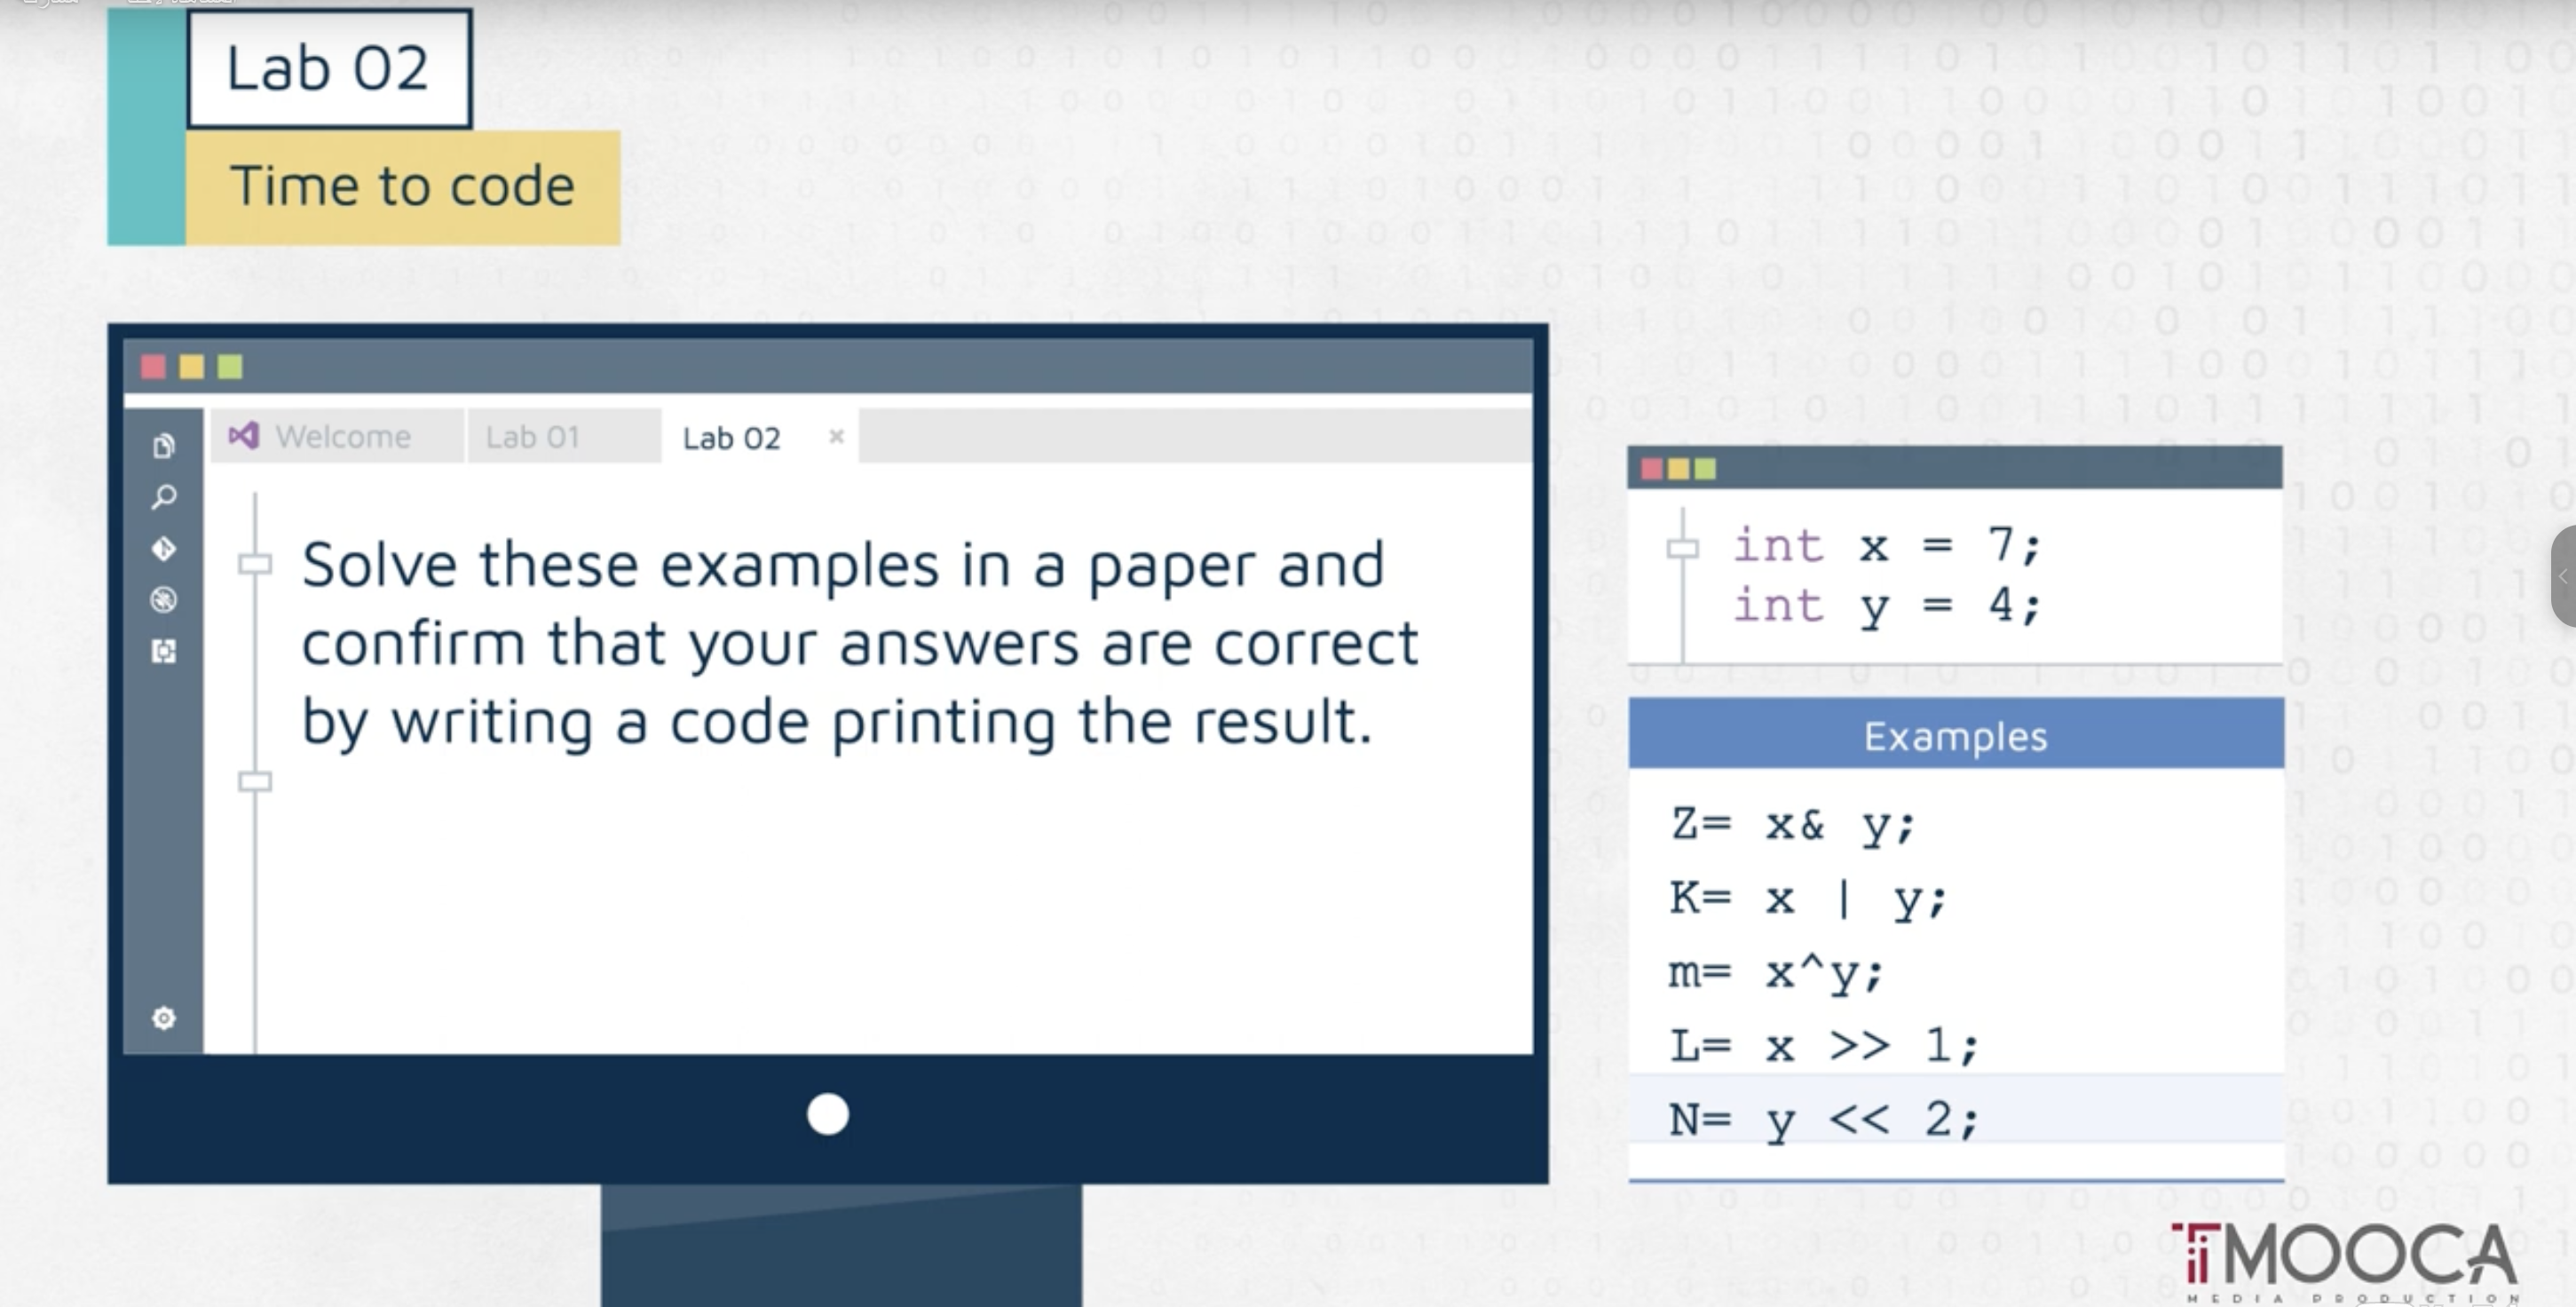 Lab 02
Time to code
Welcome
Lab 01
Lab 02
Solve these examples in a paper and
confirm that your answers are correct
by writing a code printing the result.
int x = 7;
int y = 4;
Examples
Z= x& y;
K= x | y;
m= x^y;
L= x >> 1;
N= y << 2;
iTiMOOCA
MEDIA PRODUCTION